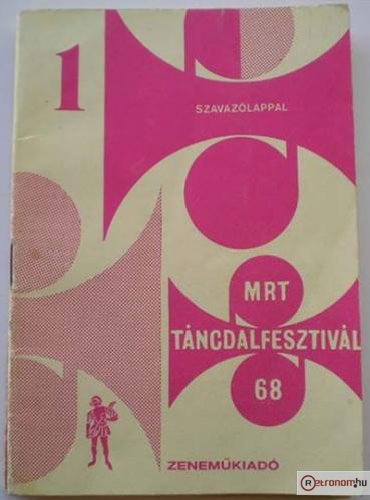 1
SZAVAZÓLAPPAL
MRT
TÁNCDALFESZTIVÁL
68
ZENEMŰKIADÓ
Retronom.hu